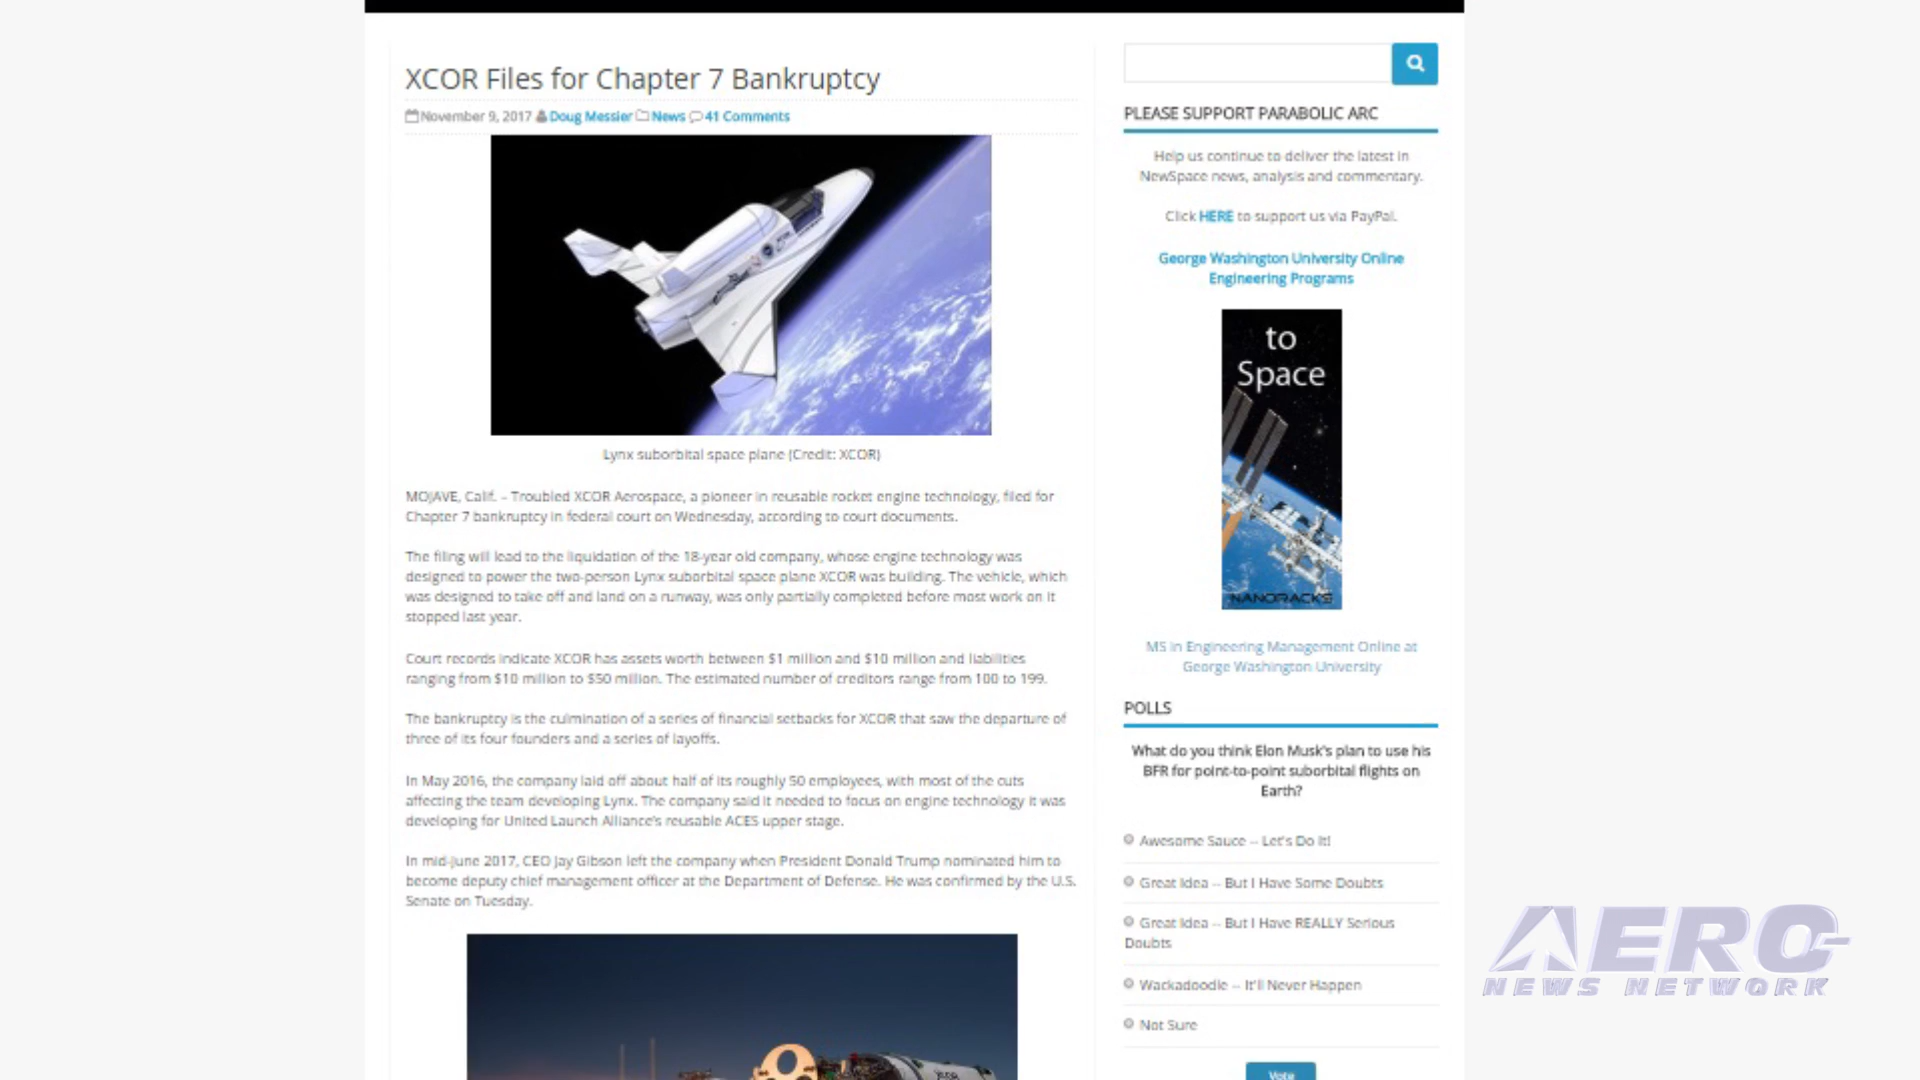 XCOR Files for Chapter 7 Bankruptcy
November 9, 2017 Doug Messier News 41 Comments
Lynx suborbital space plane (Credit: XCOR)
MOJAVE, Calif. – Troubled XCOR Aerospace, a pioneer in reusable rocket engine technology, filed for
Chapter 7 bankruptcy in federal court on Wednesday, according to court documents.
The filing will lead to the liquidation of the 18-year old company, whose engine technology was
designed to power the two-person Lynx suborbital space plane XCOR was building. The vehicle, which
was designed to take off and land on a runway, was only partially completed before most work on it
stopped last year.
Court records indicate XCOR has assets worth between $1 million and $10 million and liabilities
ranging from $10 million to $50 million. The estimated number of creditors range from 100 to 199.
The bankruptcy is the culmination of a series of financial setbacks for XCOR that saw the departure of
three of its four founders and a series of layoffs.
In May 2016, the company laid off about half of its roughly 50 employees, with most of the cuts
affecting the team developing Lynx. The company said it needed to focus on engine technology it was
developing for United Launch Alliance's reusable ACES upper stage.
In mid-June 2017, CEO Jay Gibson left the company when President Donald Trump nominated him to
become deputy chief management officer at the Department of Defense. He was confirmed by the U.S.
Senate on Tuesday.
PLEASE SUPPORT PARABOLIC ARC
Help us continue to deliver the latest in
NewSpace news, analysis and commentary.
Click HERE to support us via PayPal.
George Washington University Online
Engineering Programs
to
Space
NANORACKS
MS in Engineering Management Online at
George Washington University
POLLS
What do you think Elon Musk's plan to use his
BFR for point-to-point suborbital flights on
Earth?
Awesome Sauce -- Let's Do It!
Great Idea -- But I Have Some Doubts
Great Idea -- But I Have REALLY Serious
Doubts
Wackadoodle -- It'll Never Happen
Not Sure
Vote
AERO
NEWS NETWORK